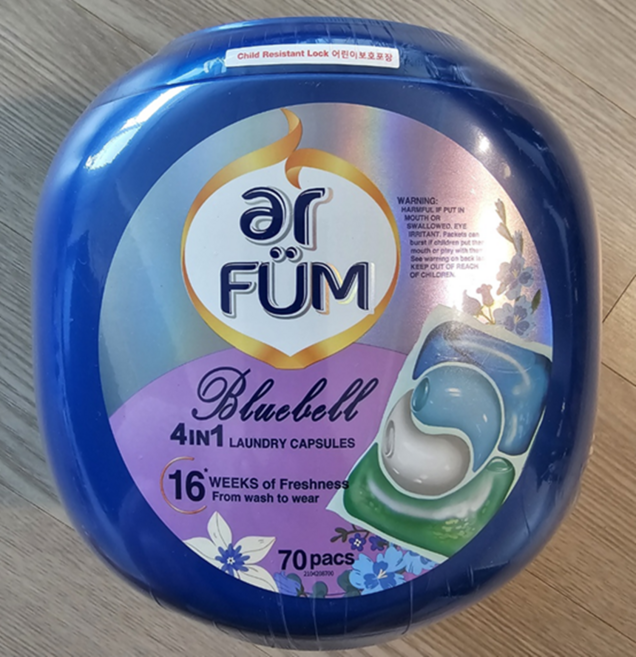 Child Resistant Lock 어린이보호포장
ar
FÜM
WARNING:
HARMFUL IF PUT IN
MOUTH OR
SWALLOWED, EYE
IRRITANT. Packets can
burst if children put them
mouth or play with them
See warning on back
KEEP OUT OF REACH
OF CHILDREN.
Bluebell
4IN1 LAUNDRY CAPSULES
16* WEEKS of Freshness
From wash to wear
70 pacs